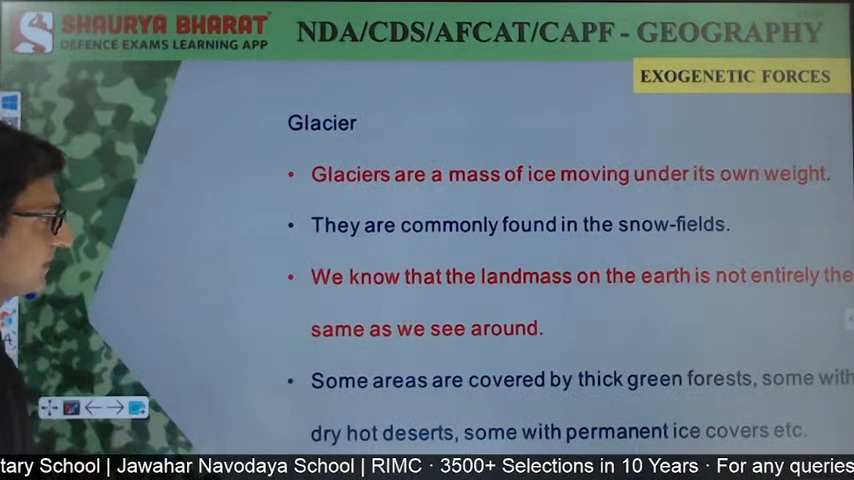 SHAURYA BHARAT
DEFENCE EXAMS LEARNING APP
NDA/CDS/AFCAT/CAPF - GEOGRAPHY
EXOGENETIC FORCES
Glacier
• Glaciers are a mass of ice moving under its own weight.
• They are commonly found in the snow-fields.
• We know that the landmass on the earth is not entirely the
same as we see around.
• Some areas are covered by thick green forests, some with
dry hot deserts, some with permanent ice covers etc.
tary School | Jawahar Navodaya School | RIMC · 3500+ Selections in 10 Years · For any queries